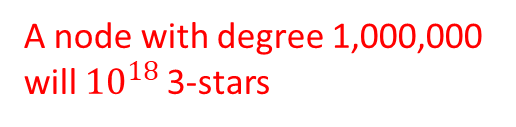 A node with degree 1,000,000
will 10¹⁸ 3-stars